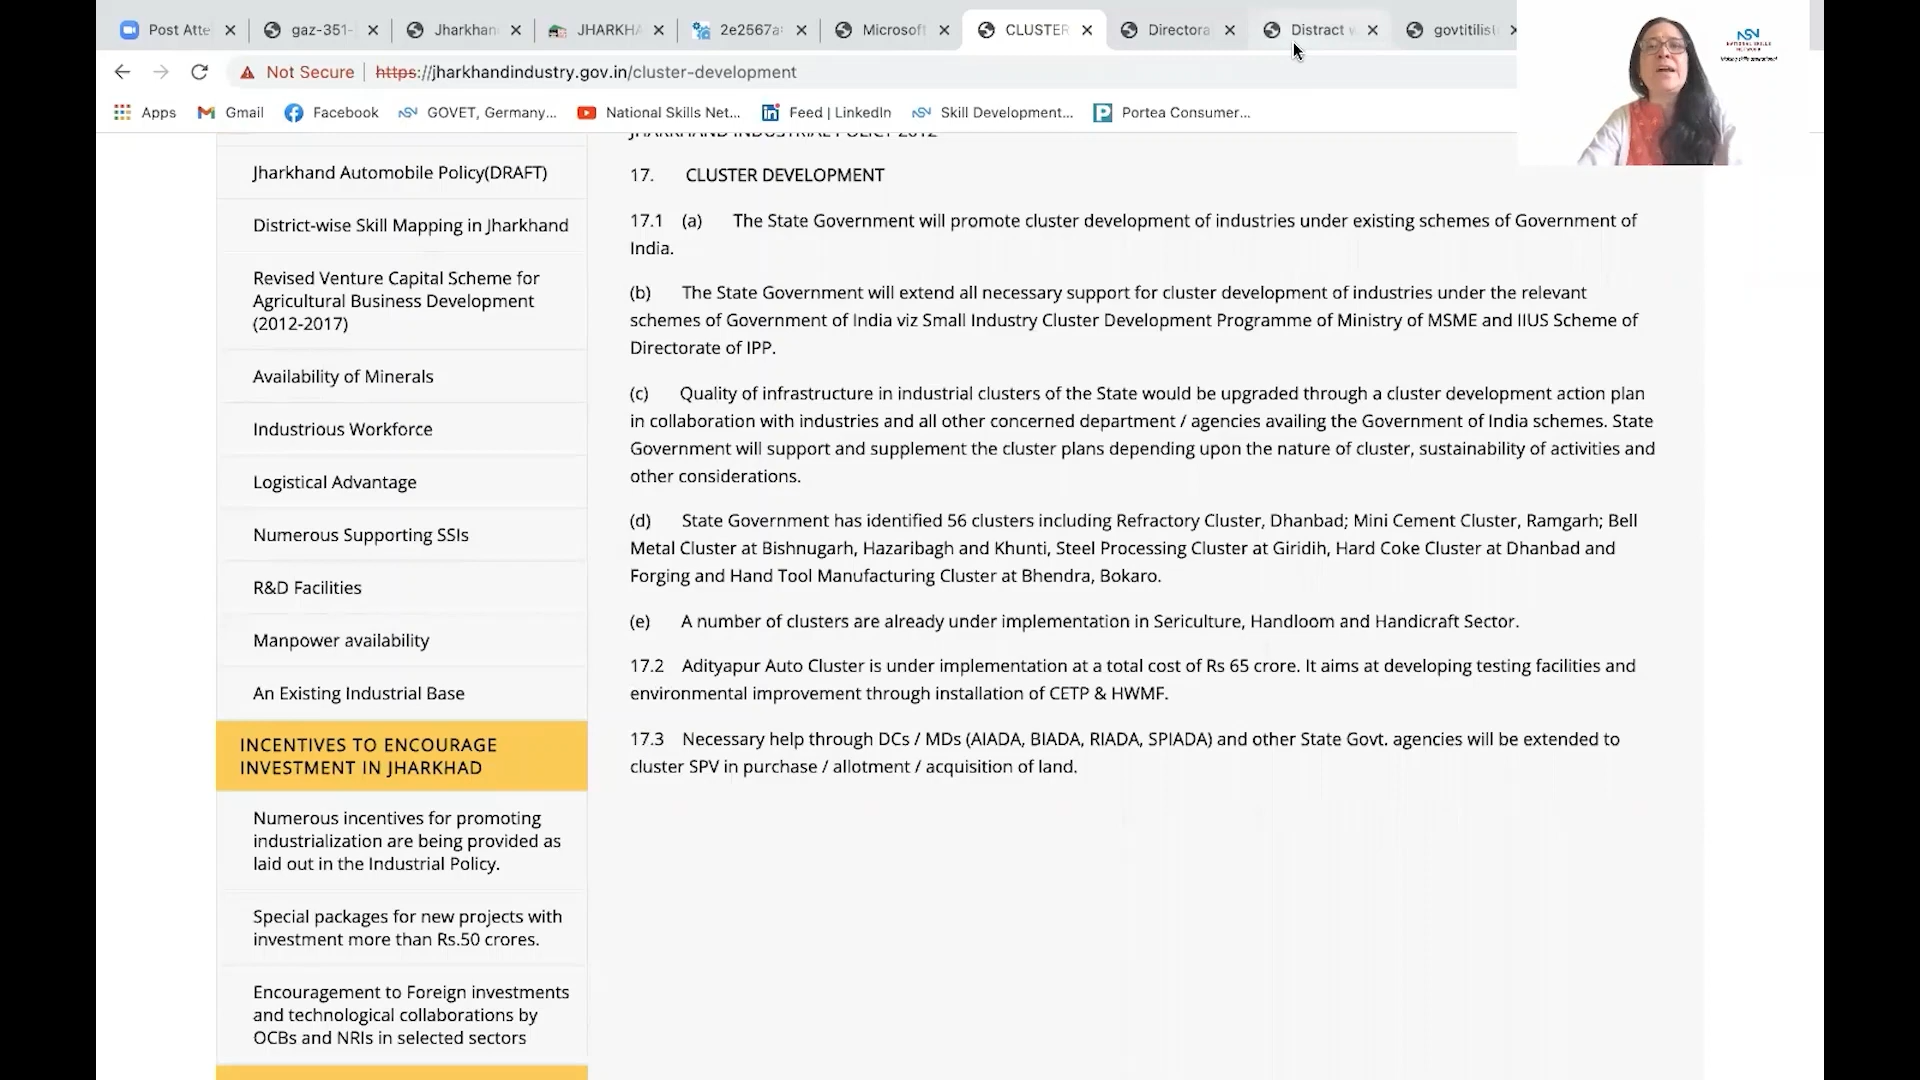 Post Atte
gaz-351-
Jharkhan
JHARKHA
2e2567a
Microsoft
CLUSTER
Directora
Distract w
govtitilist
Not Secure
https://jharkhandindustry.gov.in/cluster-development
Apps
Gmail
Facebook
GOVET, Germany...
National Skills Net...
Feed | LinkedIn
Skill Development...
Portea Consumer...
NSN
NATIONAL SKILLS
NETWORK
Jharkhand Automobile Policy(DRAFT)
District-wise Skill Mapping in Jharkhand
Revised Venture Capital Scheme for
Agricultural Business Development
(2012-2017)
Availability of Minerals
Industrious Workforce
Logistical Advantage
Numerous Supporting SSIs
R&D Facilities
Manpower availability
An Existing Industrial Base
INCENTIVES TO ENCOURAGE
INVESTMENT IN JHARKHAD
Numerous incentives for promoting
industrialization are being provided as
laid out in the Industrial Policy.
Special packages for new projects with
investment more than Rs.50 crores.
Encouragement to Foreign investments
and technological collaborations by
OCBs and NRIs in selected sectors
JHARKHAND INDUSTRIAL POLICY 2012
17. CLUSTER DEVELOPMENT
17.1 (a) The State Government will promote cluster development of industries under existing schemes of Government of
India.
(b) The State Government will extend all necessary support for cluster development of industries under the relevant
schemes of Government of India viz Small Industry Cluster Development Programme of Ministry of MSME and IIUS Scheme of
Directorate of IPP.
(c) Quality of infrastructure in industrial clusters of the State would be upgraded through a cluster development action plan
in collaboration with industries and all other concerned department / agencies availing the Government of India schemes. State
Government will support and supplement the cluster plans depending upon the nature of cluster, sustainability of activities and
other considerations.
(d) State Government has identified 56 clusters including Refractory Cluster, Dhanbad; Mini Cement Cluster, Ramgarh; Bell
Metal Cluster at Bishnugarh, Hazaribagh and Khunti, Steel Processing Cluster at Giridih, Hard Coke Cluster at Dhanbad and
Forging and Hand Tool Manufacturing Cluster at Bhendra, Bokaro.
(e) A number of clusters are already under implementation in Sericulture, Handloom and Handicraft Sector.
17.2 Adityapur Auto Cluster is under implementation at a total cost of Rs 65 crore. It aims at developing testing facilities and
environmental improvement through installation of CETP & HWMF.
17.3 Necessary help through DCs / MDs (AIADA, BIADA, RIADA, SPIADA) and other State Govt. agencies will be extended to
cluster SPV in purchase / allotment / acquisition of land.